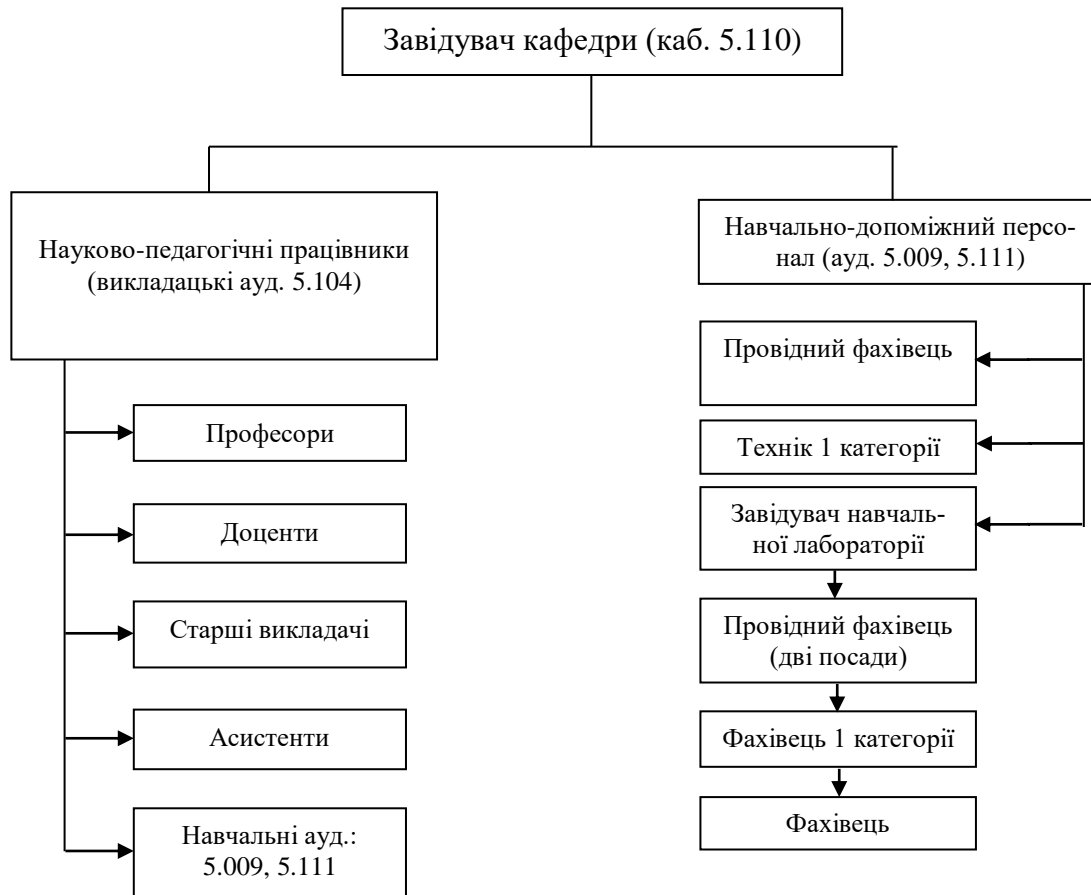 Завідувач кафедри (каб. 5.110)
Науково-педагогічні працівники
(викладацькі ауд. 5.104)
Професори
Доценти
Старші викладачі
Асистенти
Навчальні ауд.:
5.009, 5.111
Навчально-допоміжний персо-
нал (ауд. 5.009, 5.111)
Провідний фахівець
Технік 1 категорії
Завідувач навчаль-
ної лабораторії
Провідний фахівець
(дві посади)
Фахівець 1 категорії
Фахівець